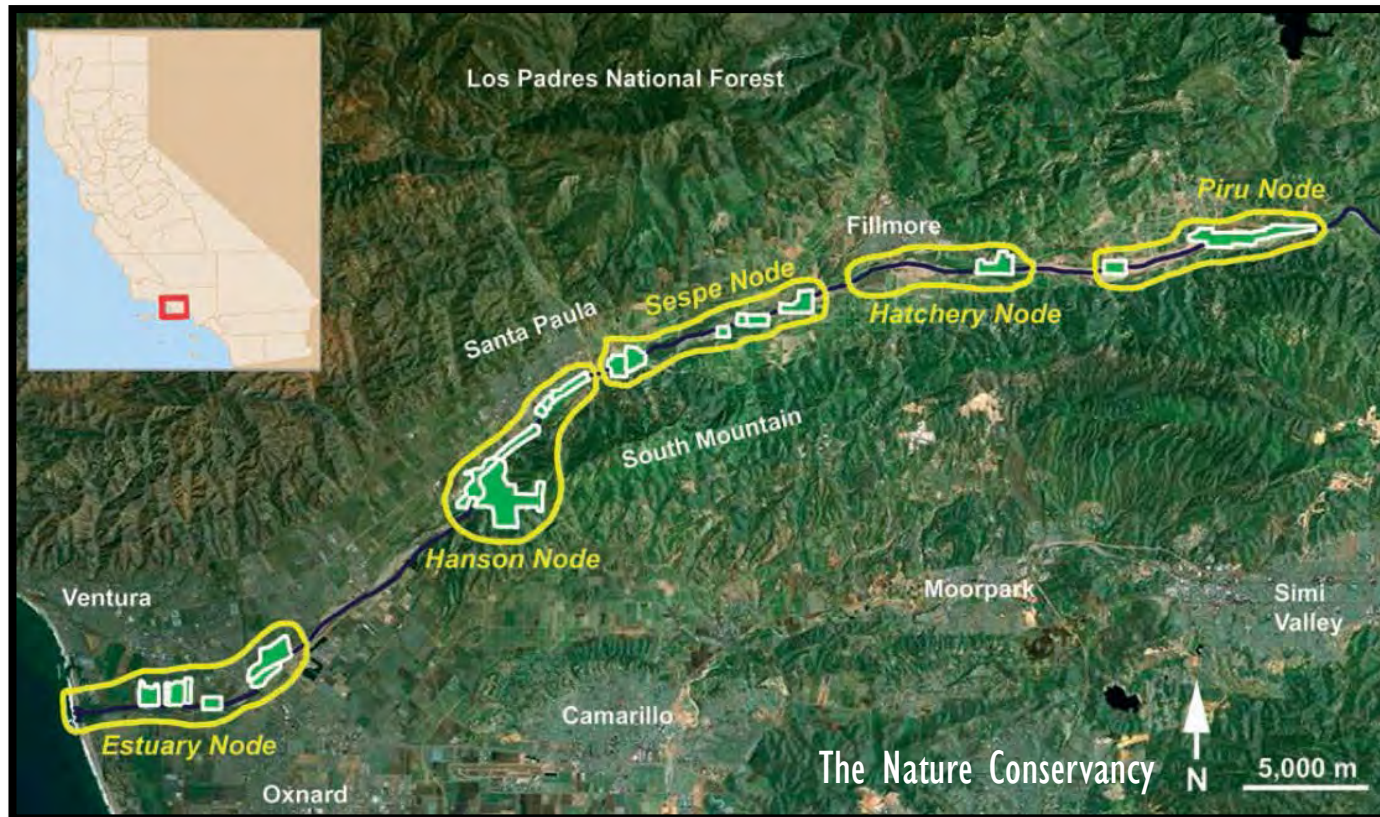 Los Padres National Forest
Piru Node
Fillmore
Sespe Node
Hatchery Node
Santa Paula
South Mountain
Hanson Node
Ventura
Moorpark
Simi
Valley
Estuary Node
Camarillo
Oxnard
The Nature Conservancy
N
5,000 m